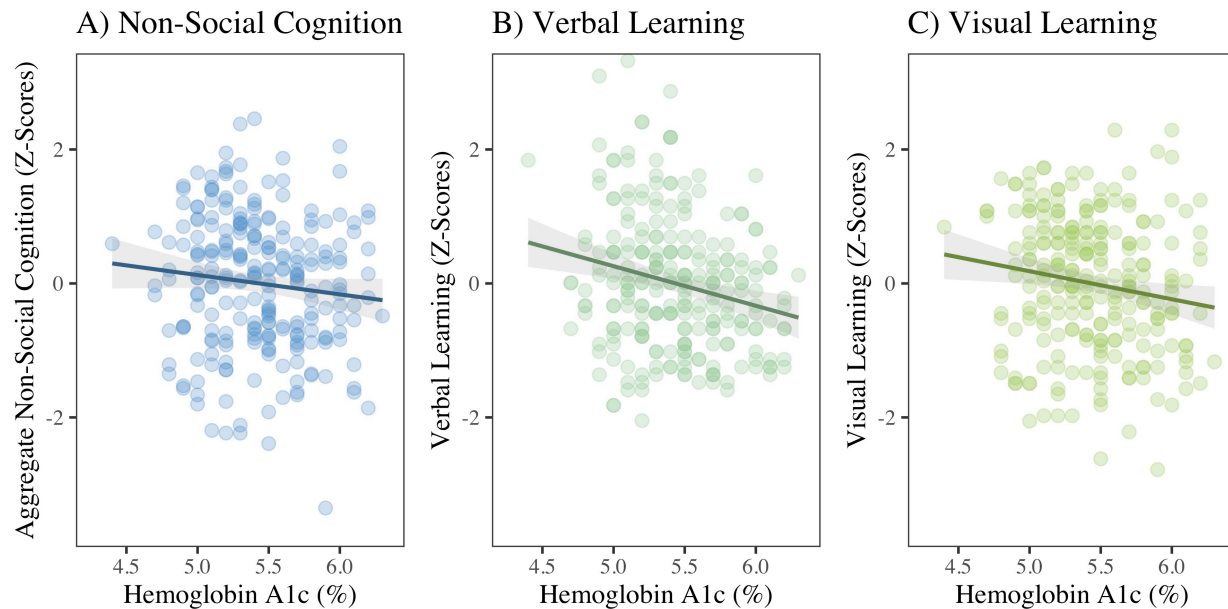 A) Non-Social Cognition
B) Verbal Learning
C) Visual Learning
Aggregate Non-Social Cognition (Z-Scores)
2
0
-2
4.5 5.0 5.5 6.0
Hemoglobin A1c (%)
Verbal Learning (Z-Scores)
2
0
-2
4.5 5.0 5.5 6.0
Hemoglobin A1c (%)
Visual Learning (Z-Scores)
2
0
-2
4.5 5.0 5.5 6.0
Hemoglobin A1c (%)